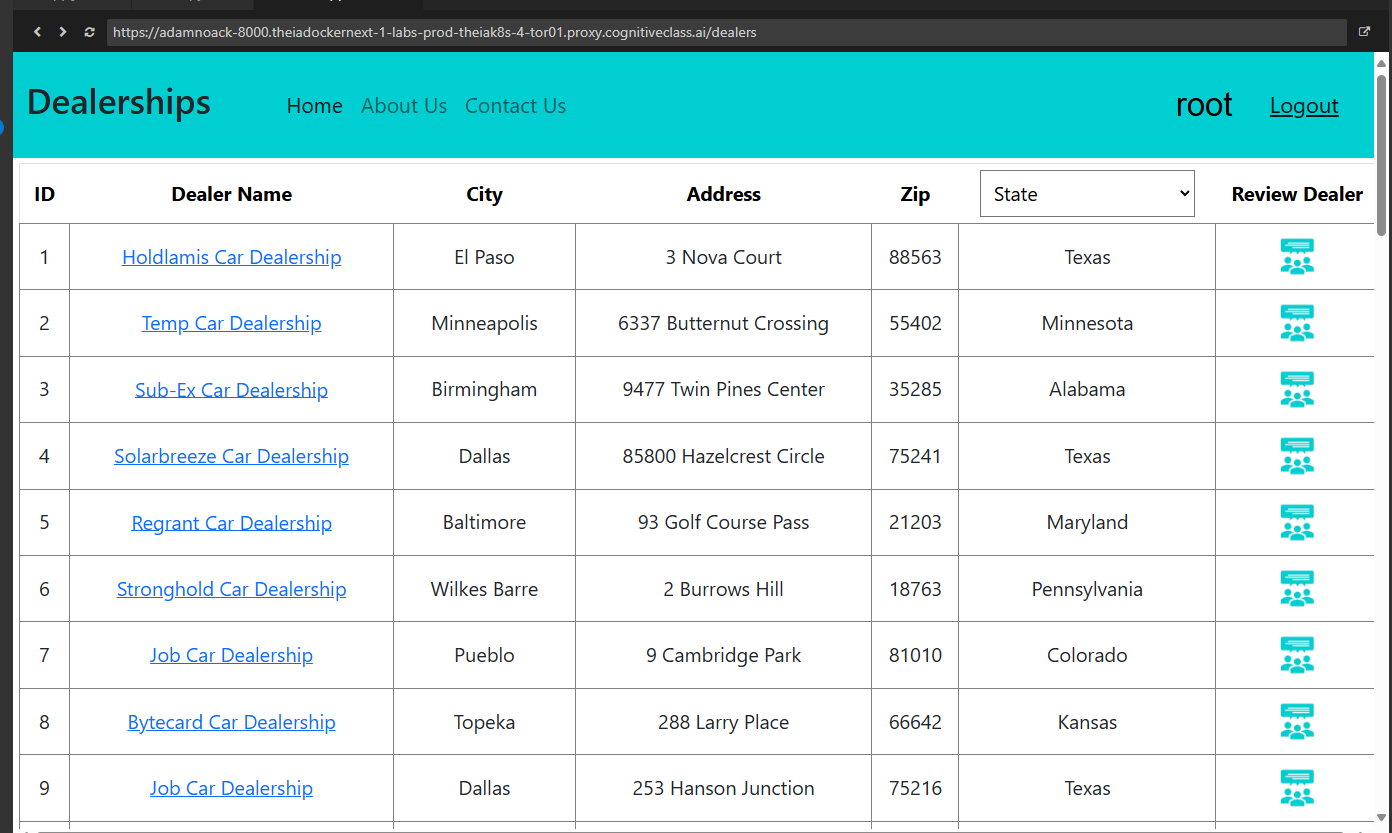 https://adamnoack-8000.theiadockernext-1-labs-prod-theiak8s-4-tor01.proxy.cognitiveclass.ai/dealers
Dealerships Home About Us Contact Us root Logout
ID Dealer Name City Address Zip State Review Dealer
1 Holdlamis Car Dealership El Paso 3 Nova Court 88563 Texas
2 Temp Car Dealership Minneapolis 6337 Butternut Crossing 55402 Minnesota
3 Sub-Ex Car Dealership Birmingham 9477 Twin Pines Center 35285 Alabama
4 Solarbreeze Car Dealership Dallas 85800 Hazelcrest Circle 75241 Texas
5 Regrant Car Dealership Baltimore 93 Golf Course Pass 21203 Maryland
6 Stronghold Car Dealership Wilkes Barre 2 Burrows Hill 18763 Pennsylvania
7 Job Car Dealership Pueblo 9 Cambridge Park 81010 Colorado
8 Bytecard Car Dealership Topeka 288 Larry Place 66642 Kansas
9 Job Car Dealership Dallas 253 Hanson Junction 75216 Texas